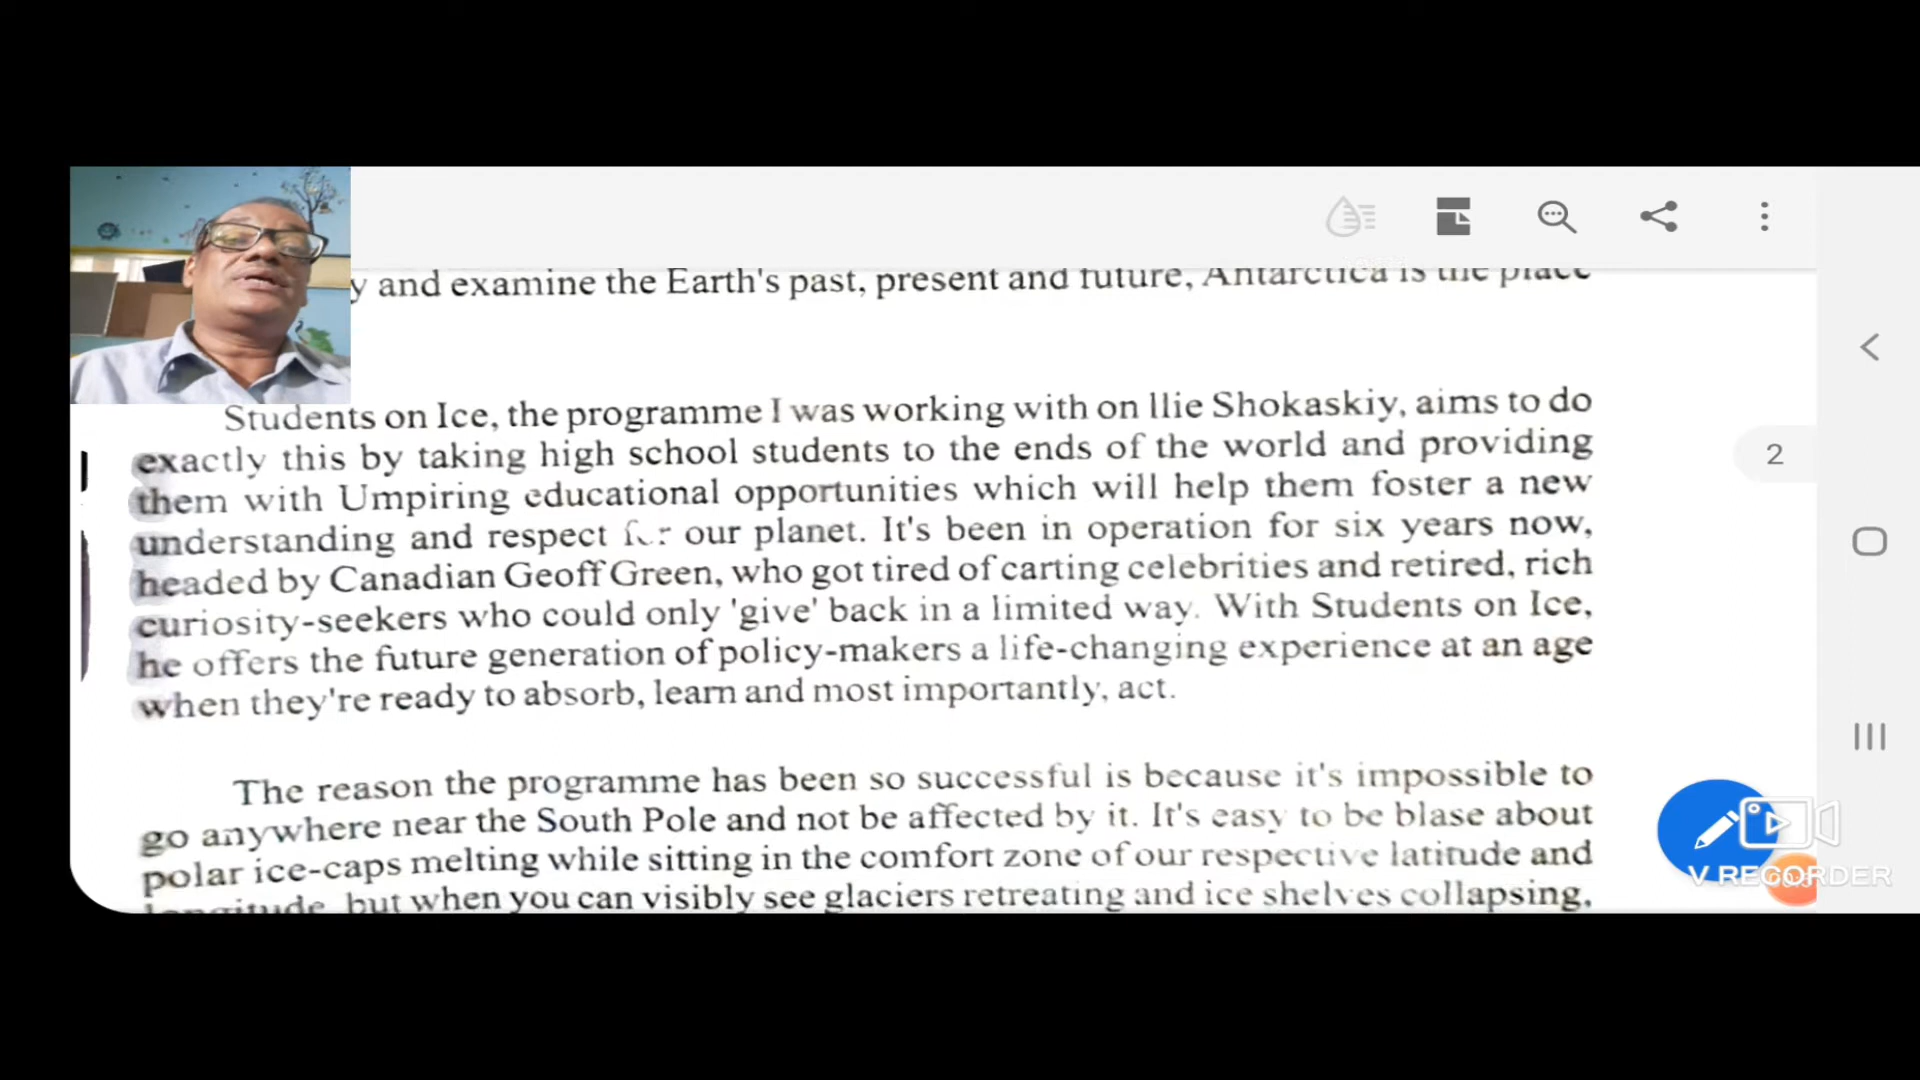 y and examine the Earth's past, present and future, Antarctica is the place
Students on Ice, the programme I was working with on llie Shokaskiy, aims to do
exactly this by taking high school students to the ends of the world and providing
them with Umpiring educational opportunities which will help them foster a new
understanding and respect for our planet. It's been in operation for six years now,
headed by Canadian Geoff Green, who got tired of carting celebrities and retired, rich
curiosity-seekers who could only 'give' back in a limited way. With Students on Ice,
he offers the future generation of policy-makers a life-changing experience at an age
when they're ready to absorb, learn and most importantly, act.
2
The reason the programme has been so successful is because it's impossible to
go anywhere near the South Pole and not be affected by it. It's easy to be blase about
polar ice-caps melting while sitting in the comfort zone of our respective latitude and
longitude, but when you can visibly see glaciers retreating and ice shelves collapsing,
V RECORDER